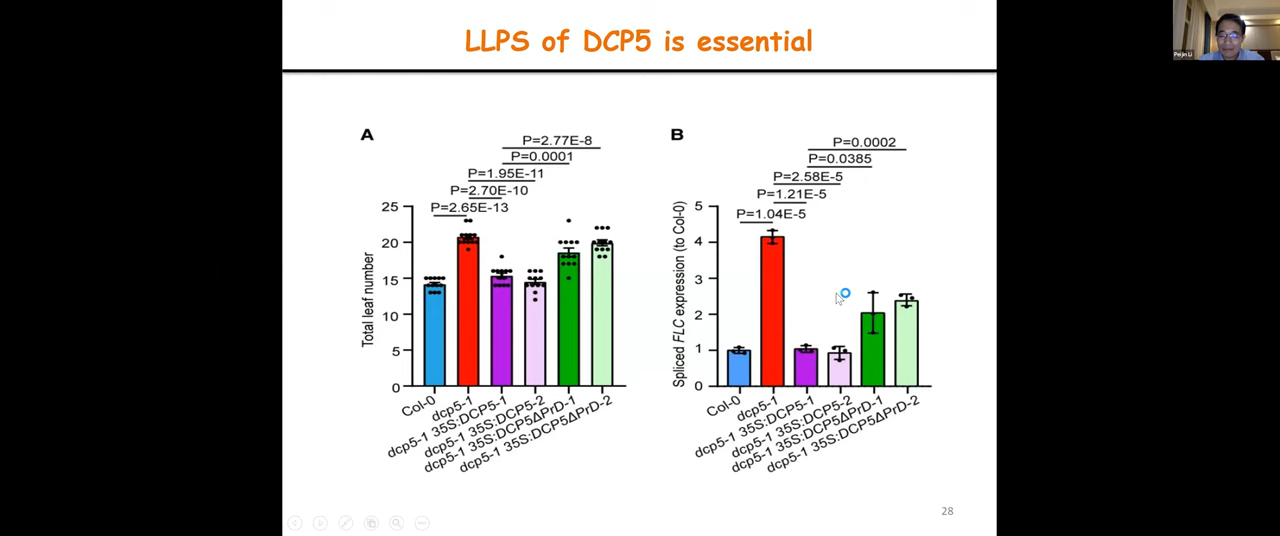 LLPS of DCP5 is essential
Peijin Li
A
P=2.77E-8
P=0.0001
P=1.95E-11
P=2.70E-10
P=2.65E-13
Total leaf number
25
20
15
10
5
0
Col-0
dcp5-1
dcp5-1 35S:DCP5-1
dcp5-1 35S:DCP5-2
dcp5-1 35S:DCP5ΔPrD-1
dcp5-1 35S:DCP5ΔPrD-2
B
P=0.0002
P=0.0385
P=2.58E-5
P=1.21E-5
P=1.04E-5
Spliced FLC expression (to Col-0)
5
4
3
2
1
0
Col-0
dcp5-1
dcp5-1 35S:DCP5-1
dcp5-1 35S:DCP5-2
dcp5-1 35S:DCP5ΔPrD-1
dcp5-1 35S:DCP5ΔPrD-2
28